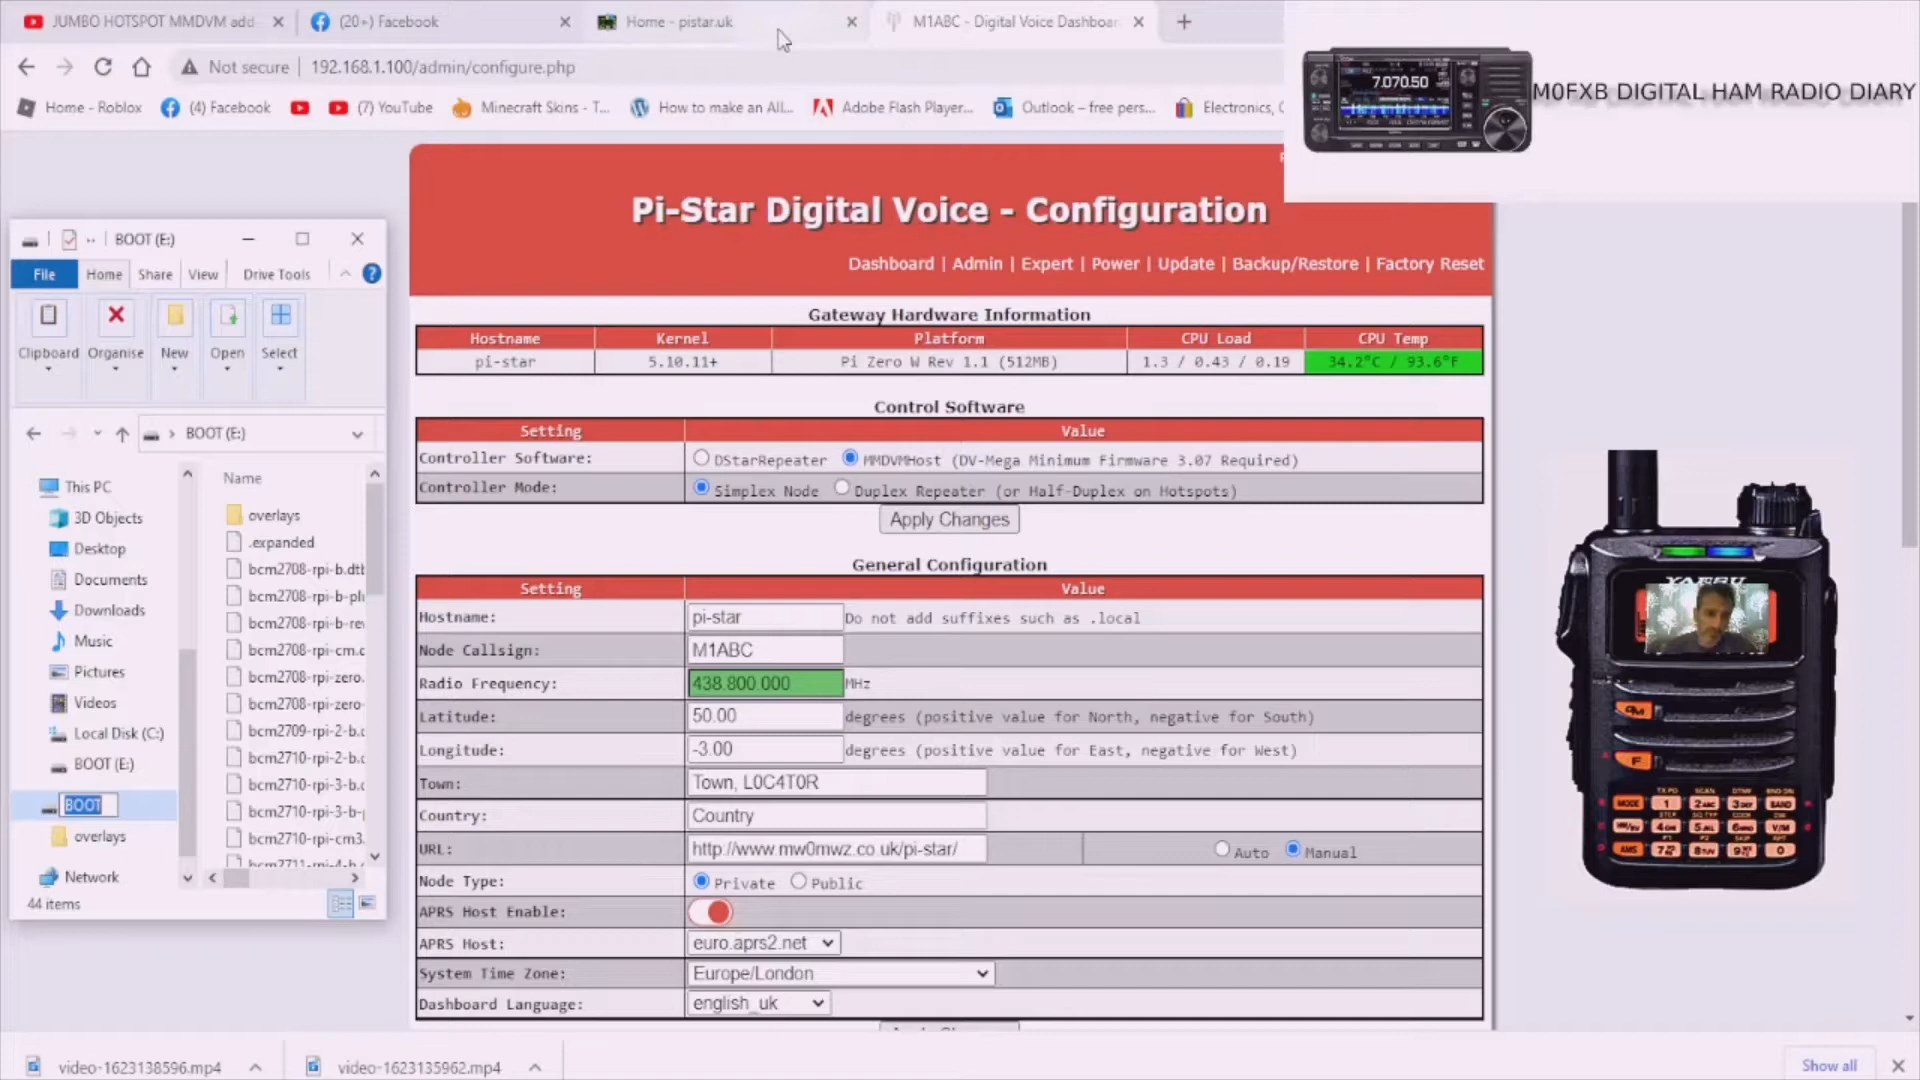 JUMBO HOTSPOT MMDVM add
(20+) Facebook
Home - pistar.uk
M1ABC - Digital Voice Dashboar
Not secure | 192.168.1.100/admin/configure.php
Home - Roblox
(4) Facebook
(7) YouTube
Minecraft Skins - T...
How to make an All...
Adobe Flash Player...
Outlook – free pers...
Electronics, C
7.070.50
M0FXB DIGITAL HAM RADIO DIARY
Pi-Star Digital Voice - Configuration
Dashboard | Admin | Expert | Power | Update | Backup/Restore | Factory Reset
BOOT (E:)
File Home Share View Drive Tools
Clipboard Organise New Open Select
BOOT (E:)
This PC
3D Objects
Desktop
Documents
Downloads
Music
Pictures
Videos
Local Disk (C:)
BOOT (E:)
BOOT
overlays
Network
44 items
Name
overlays
.expanded
bcm2708-rpi-b.dtb
bcm2708-rpi-b-plu
bcm2708-rpi-b-rev
bcm2708-rpi-cm.c
bcm2708-rpi-zero.
bcm2708-rpi-zero-
bcm2709-rpi-2-b.c
bcm2710-rpi-2-b.c
bcm2710-rpi-3-b.c
bcm2710-rpi-3-b-p
bcm2710-rpi-cm3.
bcm2711-rpi-4-b.c
Gateway Hardware Information
Hostname Kernel Platform CPU Load CPU Temp
pi-star 5.10.11+ Pi Zero W Rev 1.1 (512MB) 1.3 / 0.43 / 0.19 34.2°C / 93.6°F
Control Software
Setting Value
Controller Software: DStarRepeater MMDVMHost (DV-Mega Minimum Firmware 3.07 Required)
Controller Mode: Simplex Node Duplex Repeater (or Half-Duplex on Hotspots)
Apply Changes
General Configuration
Setting Value
Hostname: pi-star Do not add suffixes such as .local
Node Callsign: M1ABC
Radio Frequency: 438.800.000 MHz
Latitude: 50.00 degrees (positive value for North, negative for South)
Longitude: -3.00 degrees (positive value for East, negative for West)
Town: Town, L0C4T0R
Country: Country
URL: http://www.mw0mwz.co.uk/pi-star/ Auto Manual
Node Type: Private Public
APRS Host Enable:
APRS Host: euro.aprs2.net
System Time Zone: Europe/London
Dashboard Language: english_uk
YAESU
MODE
BAND
V/M
AMS
F
video-1623138596.mp4
video-1623135962.mp4
Show all